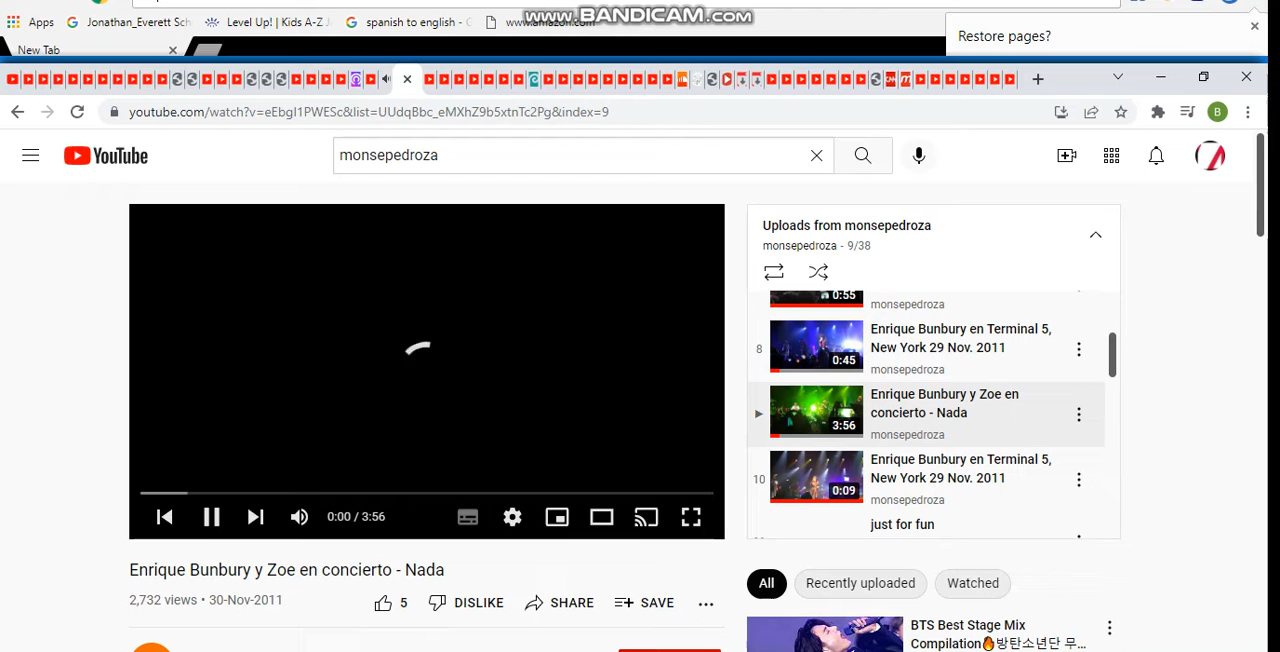 www.BANDICAM.com
Apps
Jonathan_Everett Sch
Level Up! | Kids A-Z
spanish to english - G
www.amazon.com
Restore pages?
New Tab
youtube.com/watch?v=eEbgI1PWESc&list=UUdqBbc_eMXhZ9b5xtnTc2Pg&index=9
B
YouTube
monsepedroza
Uploads from monsepedroza
monsepedroza - 9/38
0:55
monsepedroza
8
Enrique Bunbury en Terminal 5,
New York 29 Nov. 2011
0:45
monsepedroza
Enrique Bunbury y Zoe en
concierto - Nada
3:56
monsepedroza
10
Enrique Bunbury en Terminal 5,
New York 29 Nov. 2011
0:09
monsepedroza
just for fun
0:00 / 3:56
Enrique Bunbury y Zoe en concierto - Nada
2,732 views • 30-Nov-2011
5
DISLIKE
SHARE
SAVE
All
Recently uploaded
Watched
BTS Best Stage Mix
Compilation🔥방탄소년단 무...